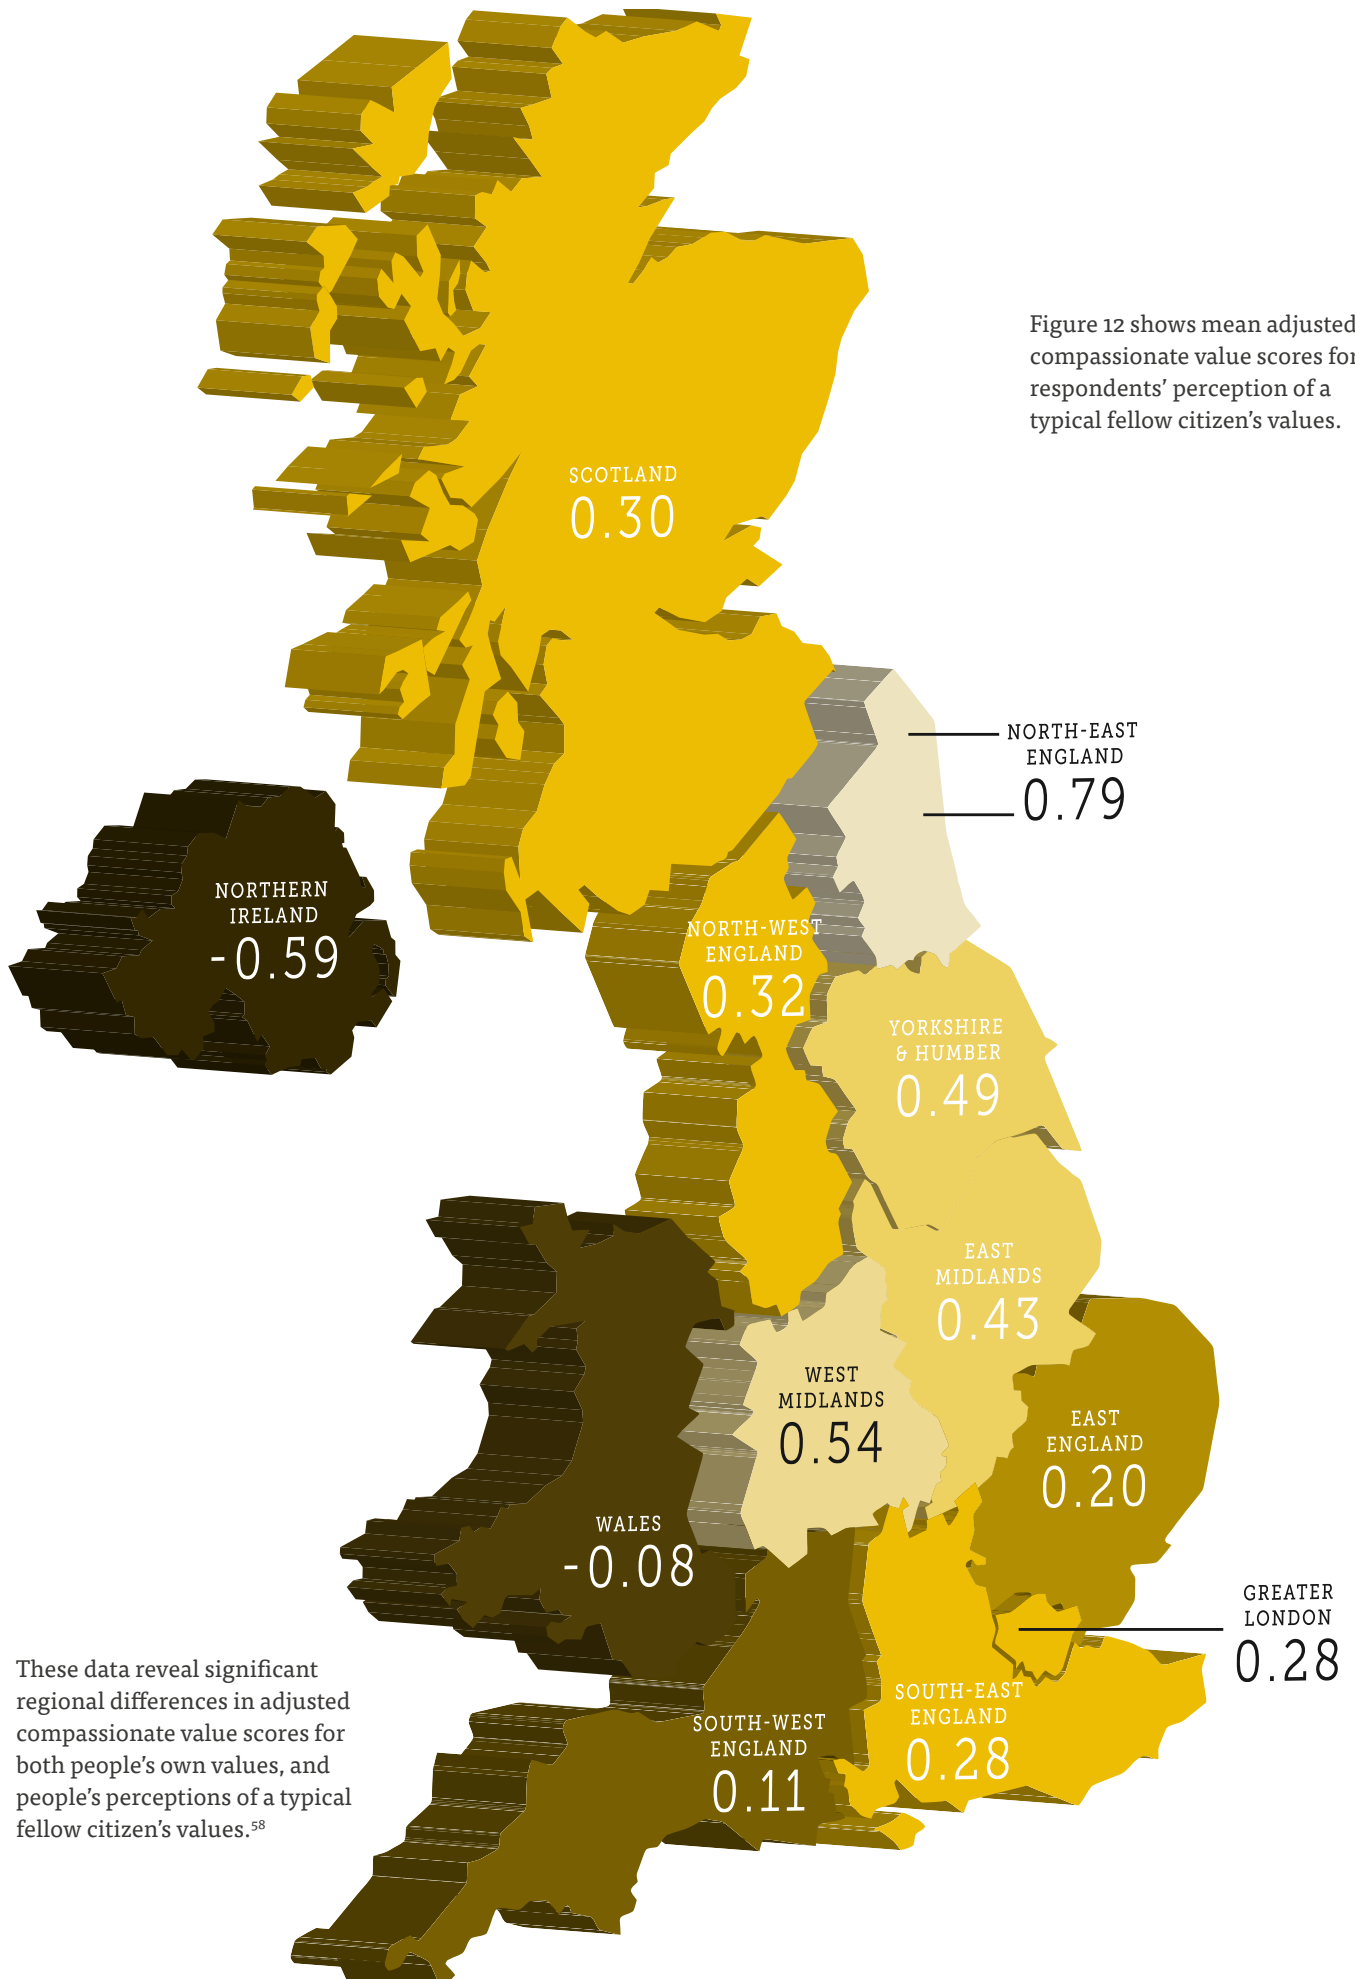 Figure 12 shows mean adjusted
compassionate value scores for
respondents’ perception of a
typical fellow citizen’s values.
SCOTLAND
0.30
NORTH-EAST
ENGLAND
0.79
NORTHERN
IRELAND
-0.59
NORTH-WEST
ENGLAND
0.32
YORKSHIRE
& HUMBER
0.49
EAST
MIDLANDS
0.43
WEST
MIDLANDS
0.54
EAST
ENGLAND
0.20
WALES
-0.08
GREATER
LONDON
0.28
SOUTH-EAST
ENGLAND
0.28
SOUTH-WEST
ENGLAND
0.11
These data reveal significant
regional differences in adjusted
compassionate value scores for
both people’s own values, and
people’s perceptions of a typical
fellow citizen’s values.58